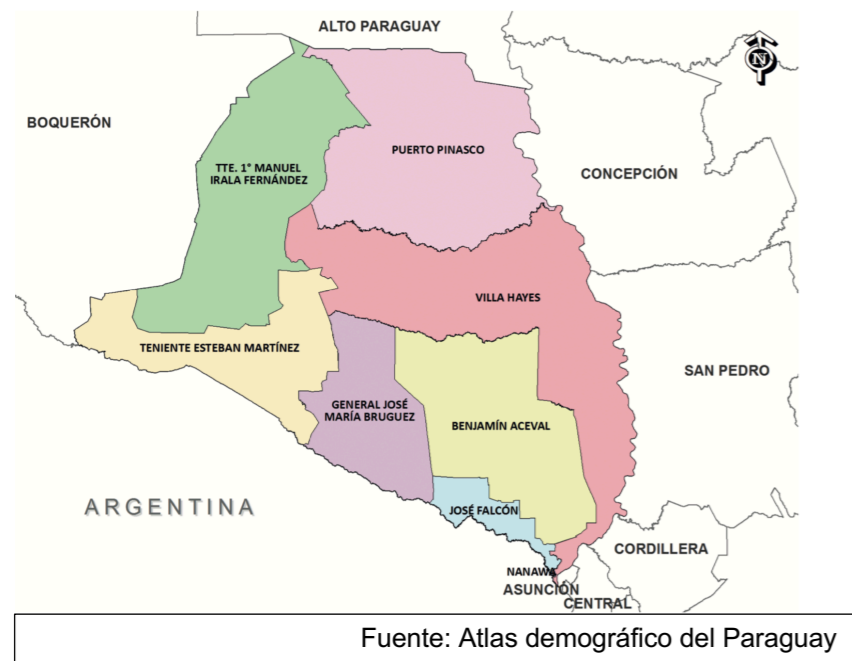 ALTO PARAGUAY
N
BOQUERÓN
PUERTO PINASCO
TTE. 1° MANUEL
IRALA FERNÁNDEZ
CONCEPCIÓN
VILLA HAYES
TENIENTE ESTEBAN MARTÍNEZ
SAN PEDRO
GENERAL JOSÉ
MARÍA BRUGUEZ
BENJAMÍN ACEVAL
ARGENTINA
JOSÉ FALCÓN
CORDILLERA
NANAWA
ASUNCIÓN
CENTRAL
Fuente: Atlas demográfico del Paraguay